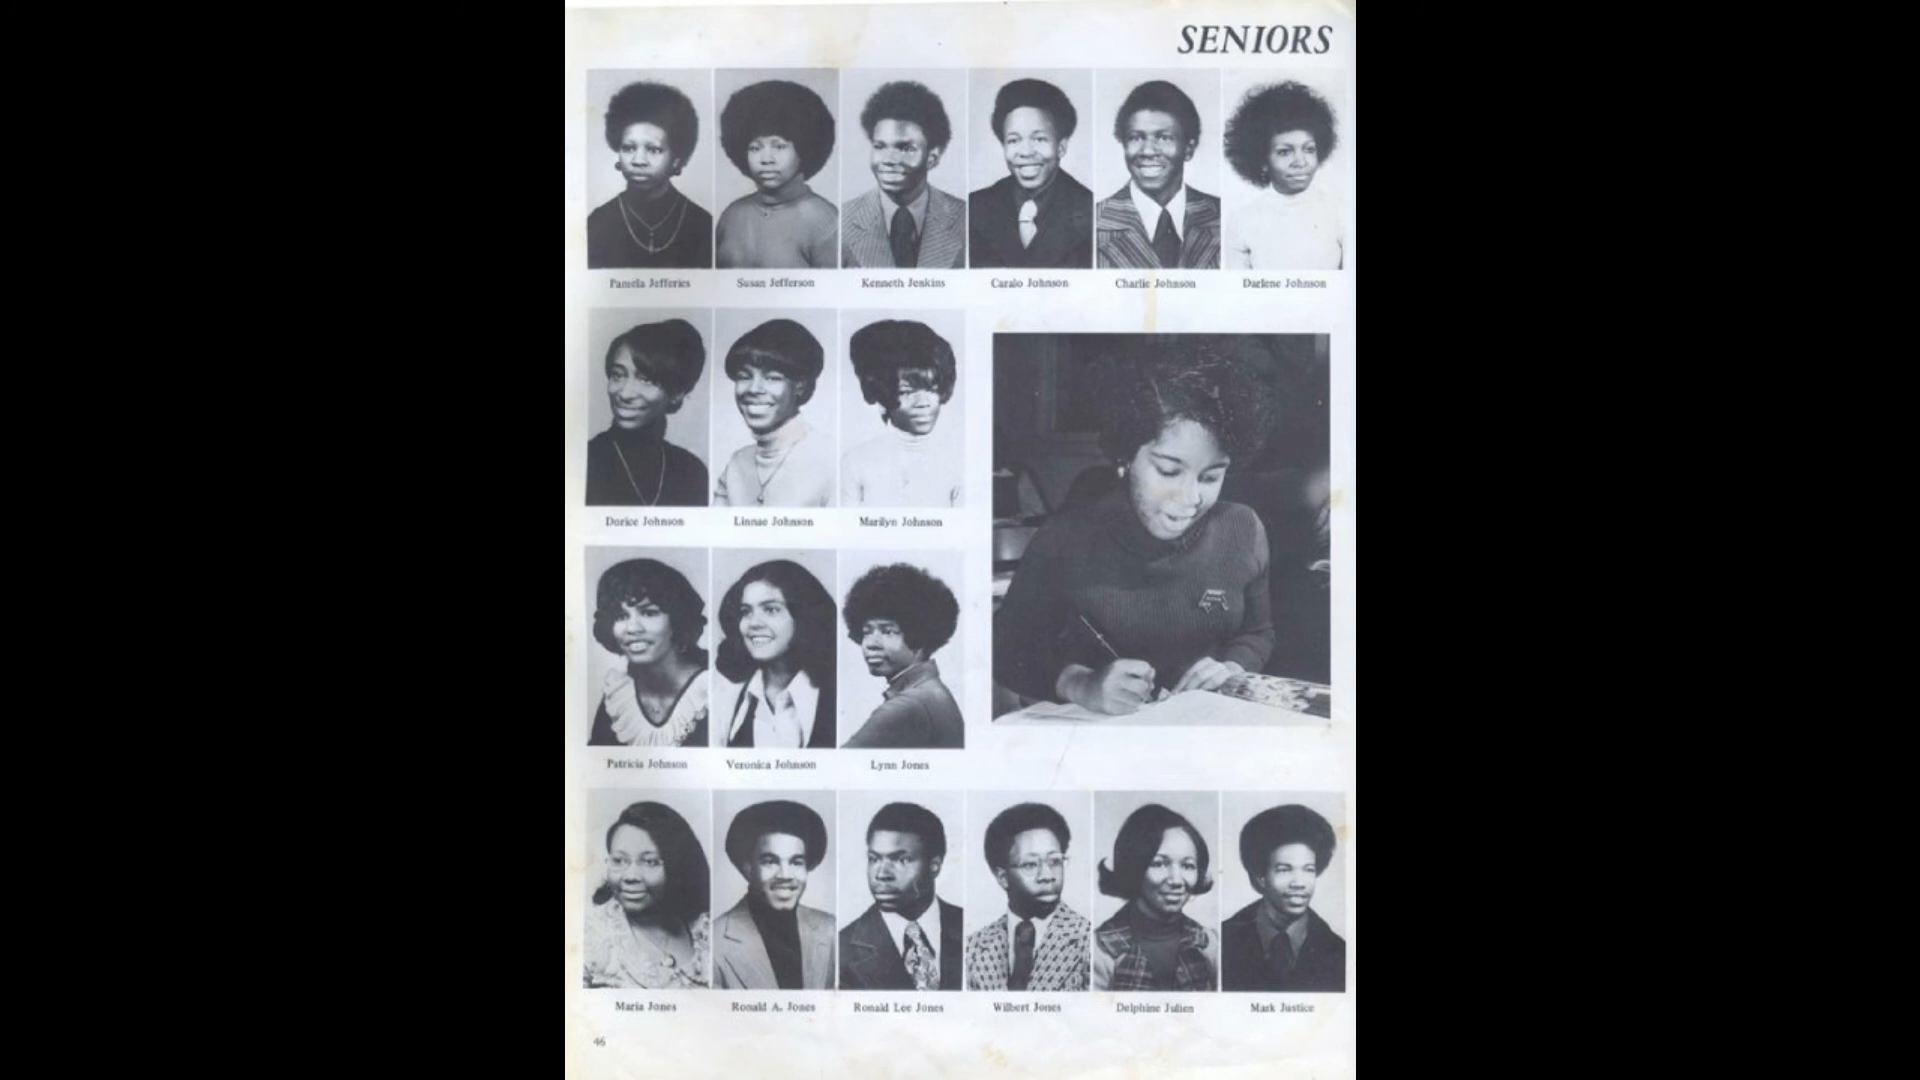 SENIORS
Pamela Jefferies Susan Jefferson Kenneth Jenkins Caralo Johnson Charlie Johnson Darlene Johnson
Dorice Johnson Linnae Johnson Marilyn Johnson
Patricia Johnson Veronica Johnson Lynn Jones
Maria Jones Ronald A. Jones Ronald Lee Jones Wilbert Jones Delphine Julien Mark Justice
46